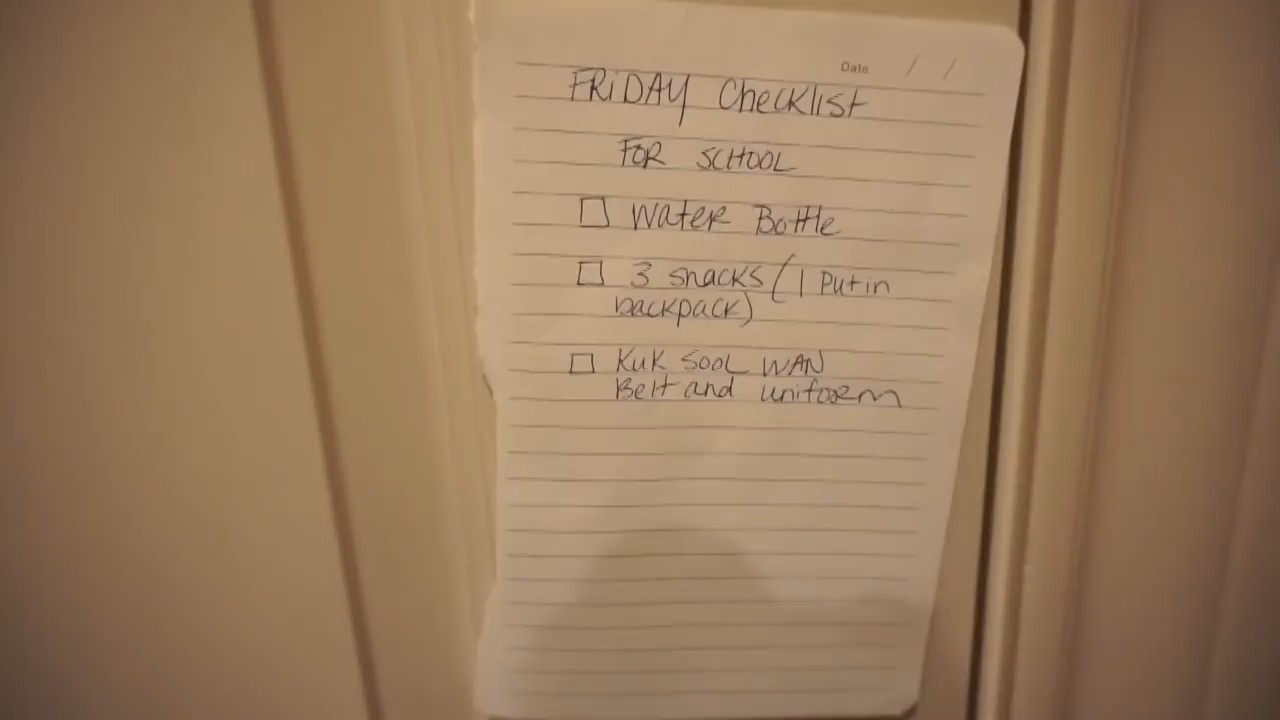 Date / /
FRIDAY Checklist
FOR SCHOOL
□ Water Bottle
□ 3 snacks (1 Put in
backpack)
□ Kuk Sool WAN
Belt and uniform